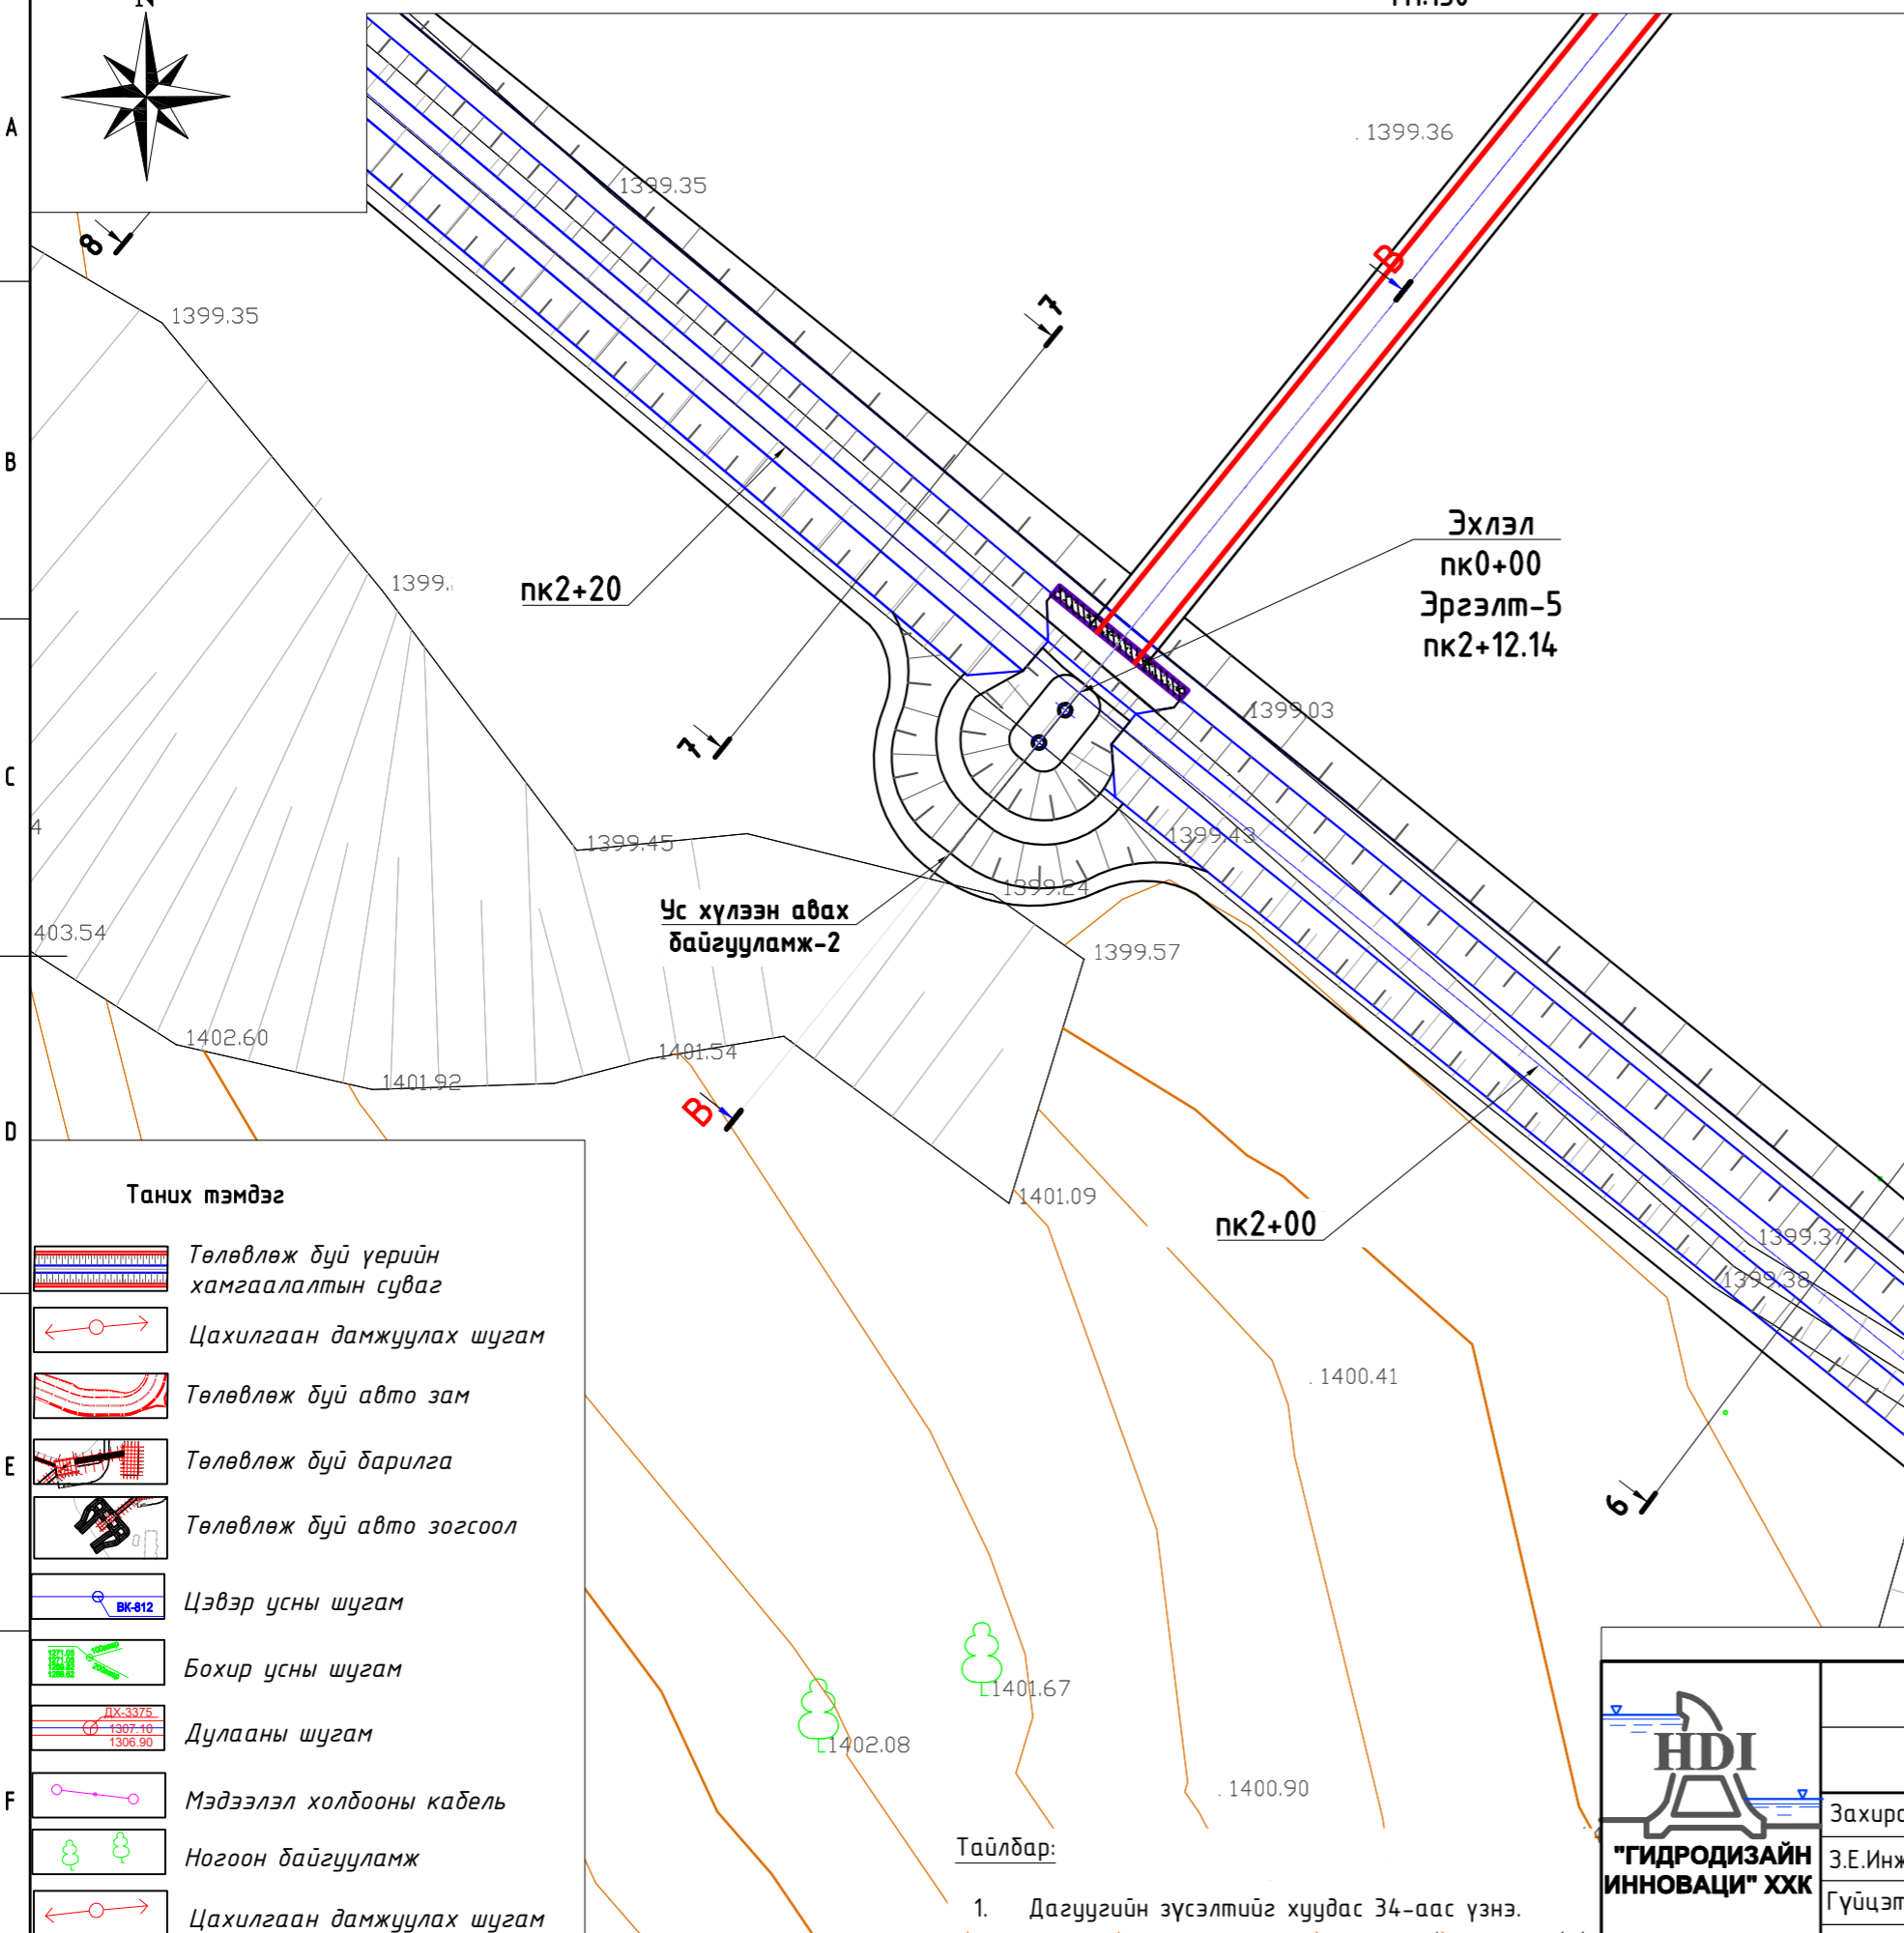 N
A
B
C
D
E
F
1399.36
1399.35
8
1399.35
7
B
Эхлэл
пк0+00
Эргэлт-5
пк2+12.14
пк2+20
7
1399.03
1399.43
1399.45
1399.24
Ус хүлээн авах
байгууламж-2
1399.57
403.54
1402.60
1401.54
1401.92
B
1401.09
пк2+00
1399.37
1399.38
1400.41
6
1401.67
1402.08
1400.90
Таних тэмдэг
Төлөвлөж буй үерийн
хамгаалалтын суваг
Цахилгаан дамжуулах шугам
Төлөвлөж буй авто зам
Төлөвлөж буй барилга
Төлөвлөж буй авто зогсоол
ВК-812
Цэвэр усны шугам
Бохир усны шугам
ДХ-3375
1307.10
1306.90
Дулааны шугам
Мэдээлэл холбооны кабель
Ногоон байгууламж
Цахилгаан дамжуулах шугам
Тайлбар:
1. Дагуугийн зүсэлтийг хуудас 34-аас үзнэ.
HDI
"ГИДРОДИЗАЙН
ИННОВАЦИ" ХХК
З.Е.Инж